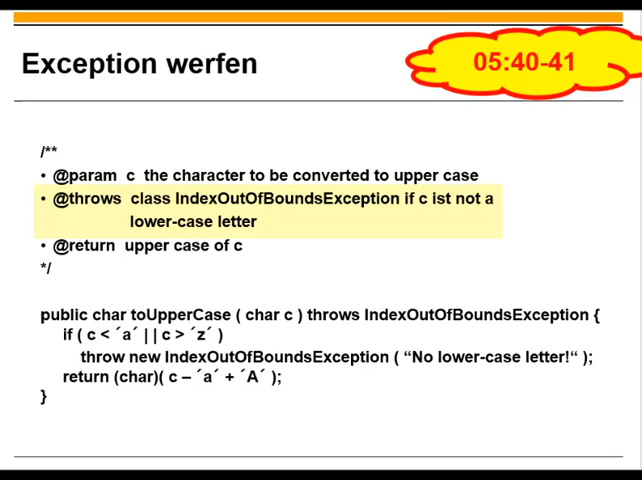 Exception werfen
05:40-41
/**
• @param c the character to be converted to upper case
• @throws class IndexOutOfBoundsException if c ist not a
lower-case letter
• @return upper case of c
*/
public char toUpperCase ( char c ) throws IndexOutOfBoundsException {
if ( c < ´a´ | | c > ´z´ )
throw new IndexOutOfBoundsException ( “No lower-case letter!“ );
return (char)( c – ´a´ + ´A´ );
}